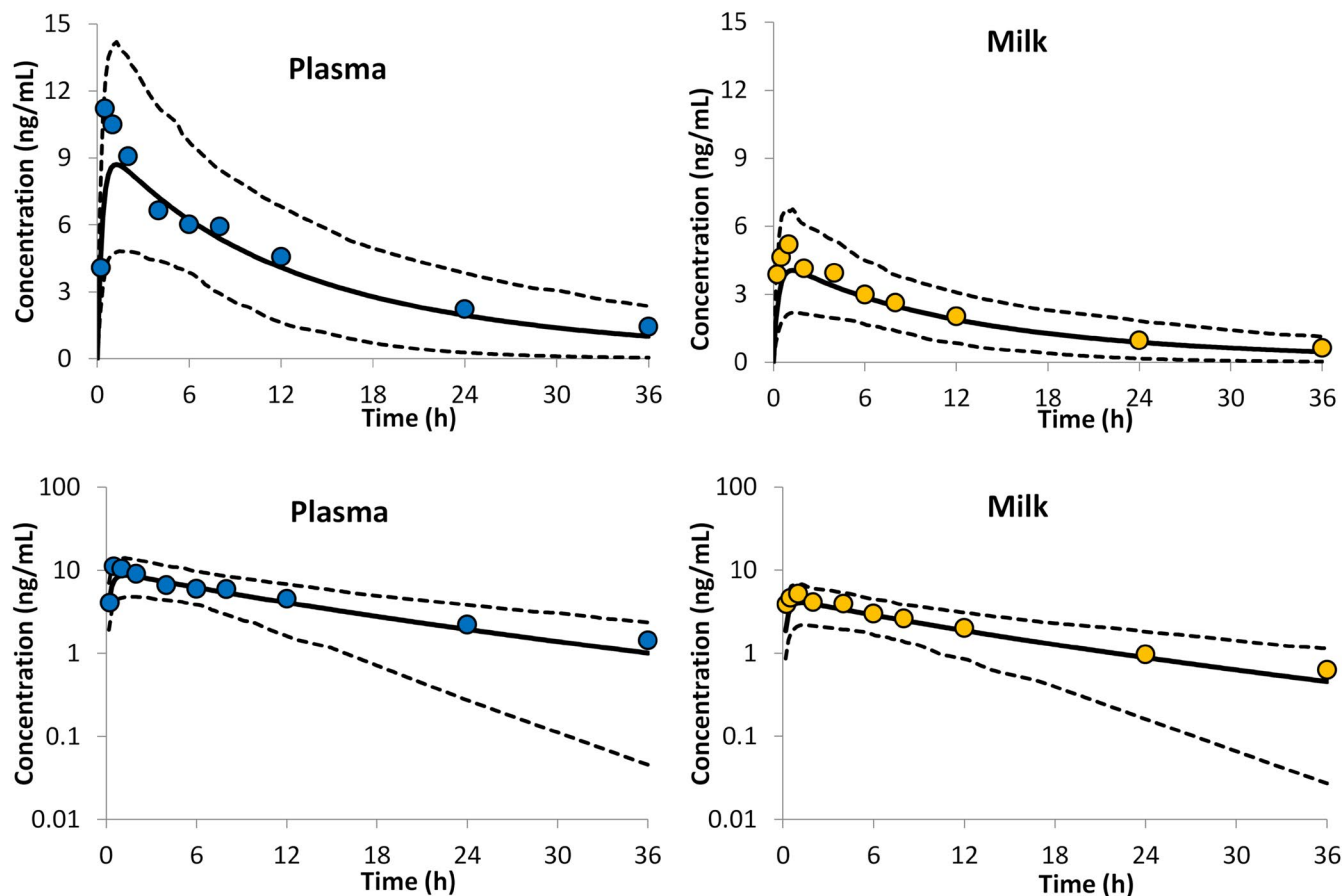 Plasma
Concentration (ng/mL)
15
12
9
6
3
0
0 6 12 18 24 30 36
Time (h)
Milk
Concentration (ng/mL)
15
12
9
6
3
0
0 6 12 18 24 30 36
Time (h)
Plasma
Concentration (ng/mL)
100
10
1
0.1
0.01
0 6 12 18 24 30 36
Time (h)
Milk
Concentration (ng/mL)
100
10
1
0.1
0.01
0 6 12 18 24 30 36
Time (h)